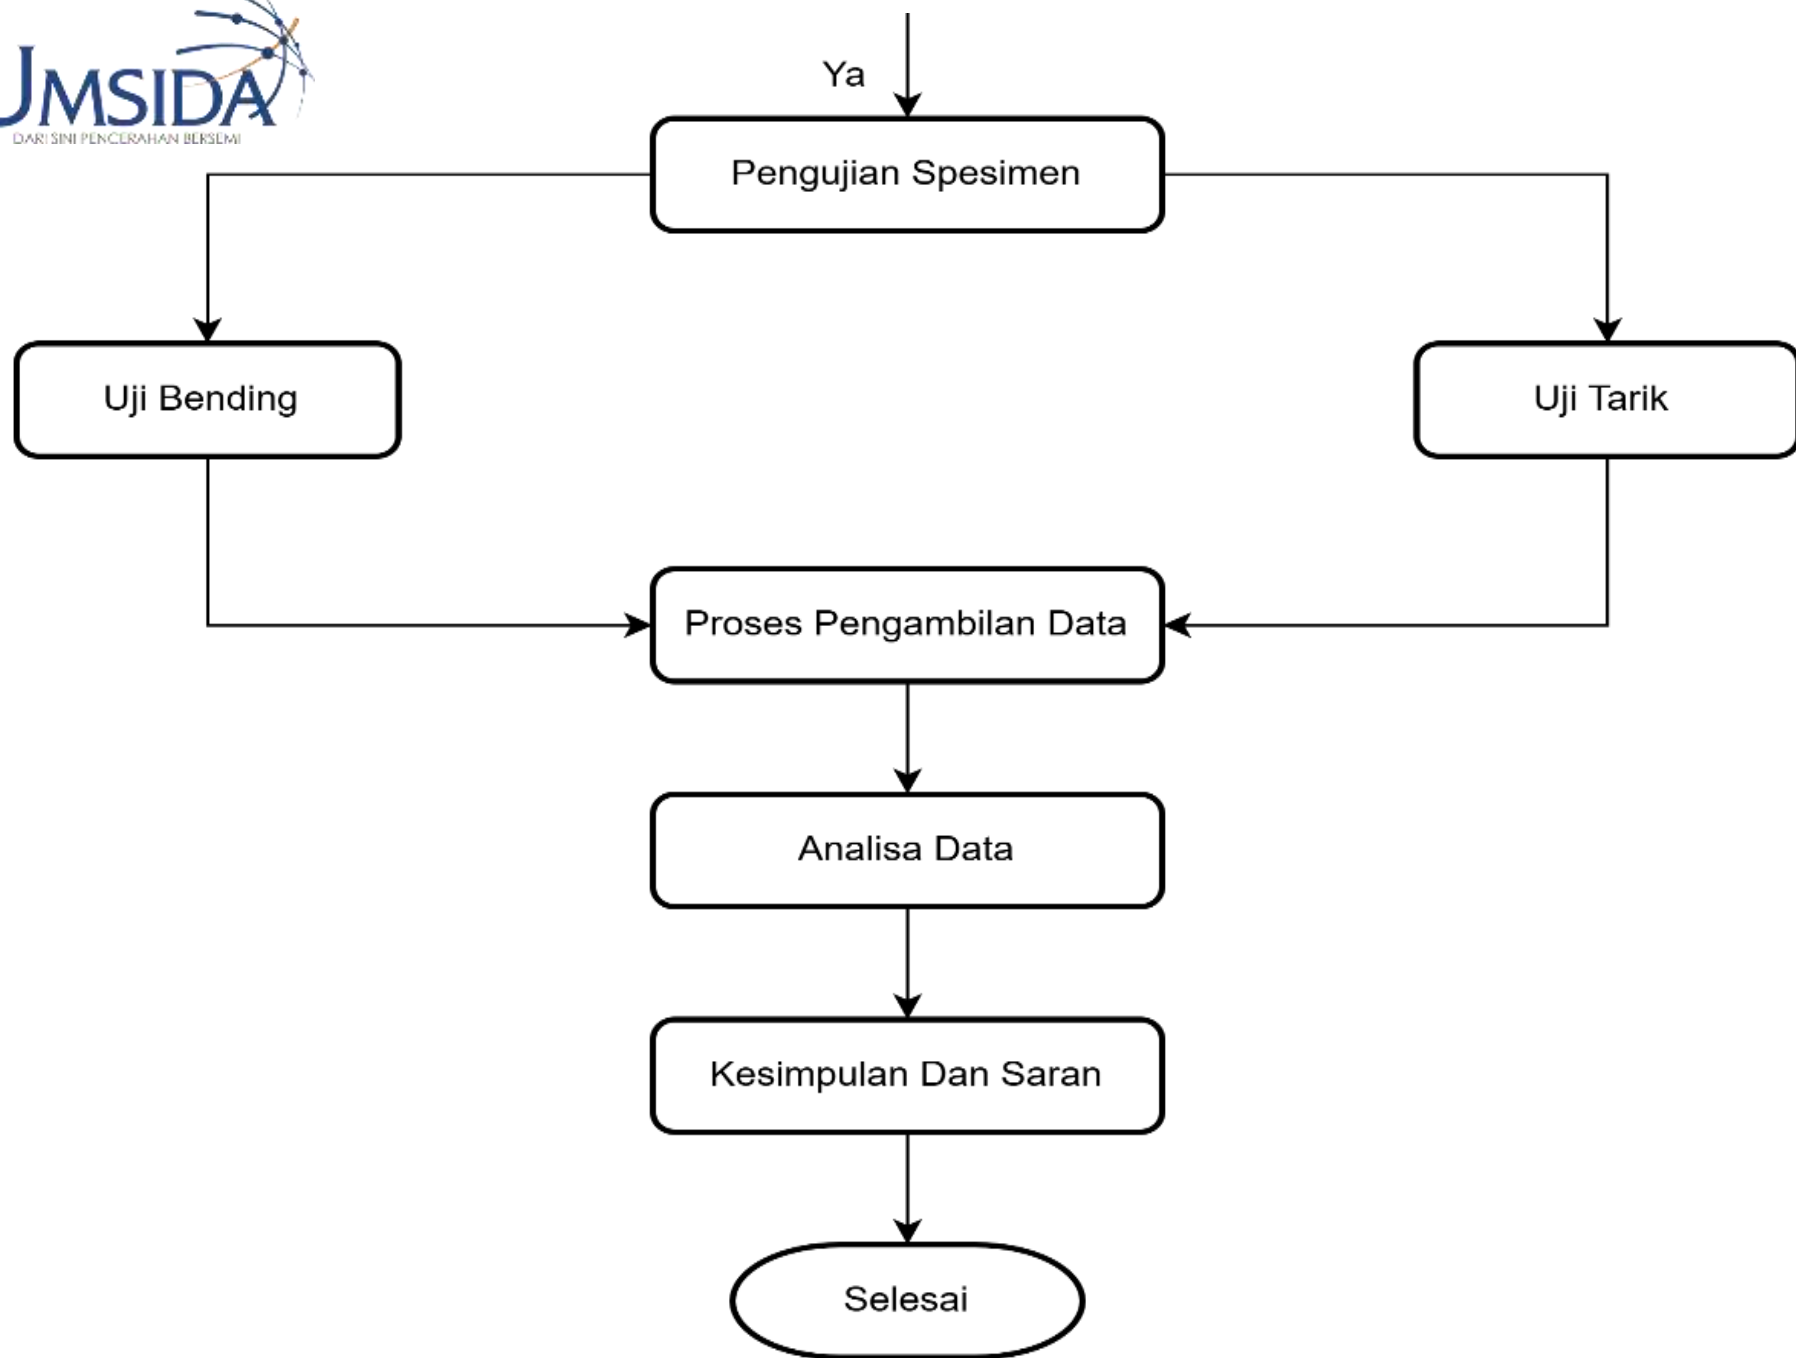 UMSIDA
DARI SINI PENCERAHAN BERSEMI
Ya
Pengujian Spesimen
Uji Bending
Uji Tarik
Proses Pengambilan Data
Analisa Data
Kesimpulan Dan Saran
Selesai